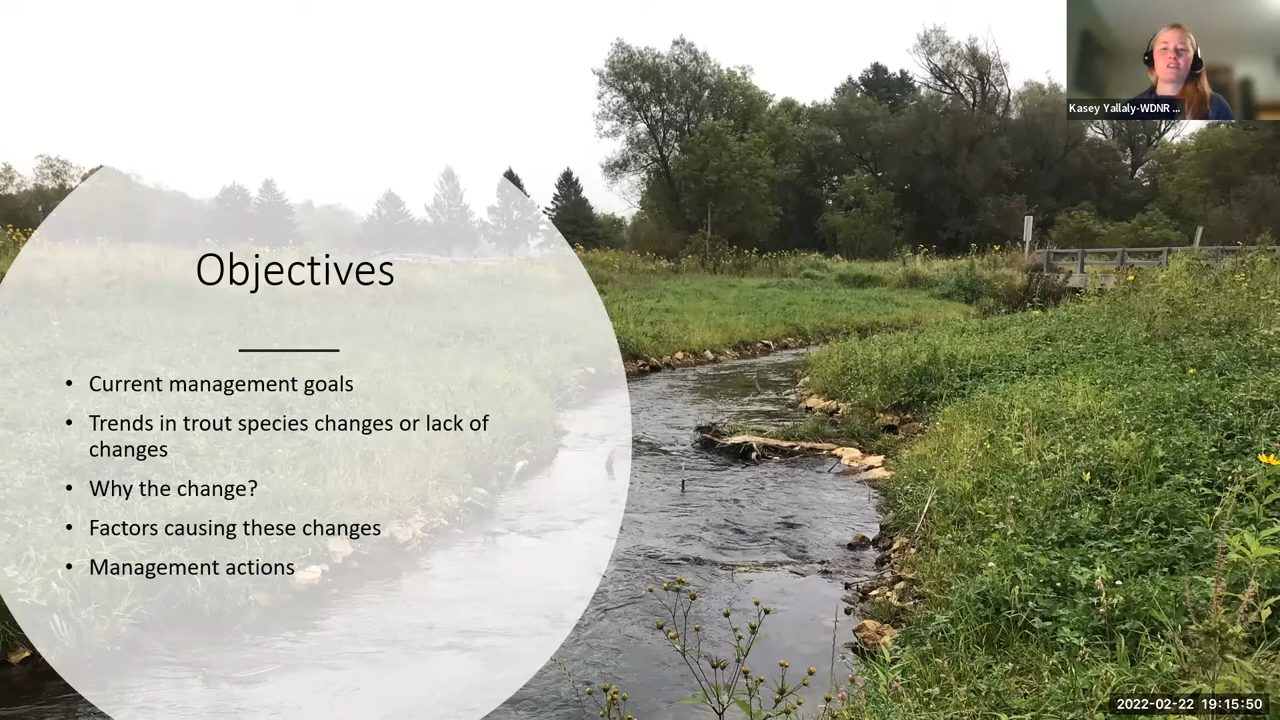 Kasey Yallaly-WDNR ...
Objectives
• Current management goals
• Trends in trout species changes or lack of
changes
• Why the change?
• Factors causing these changes
• Management actions
2022-02-22 19:15:50